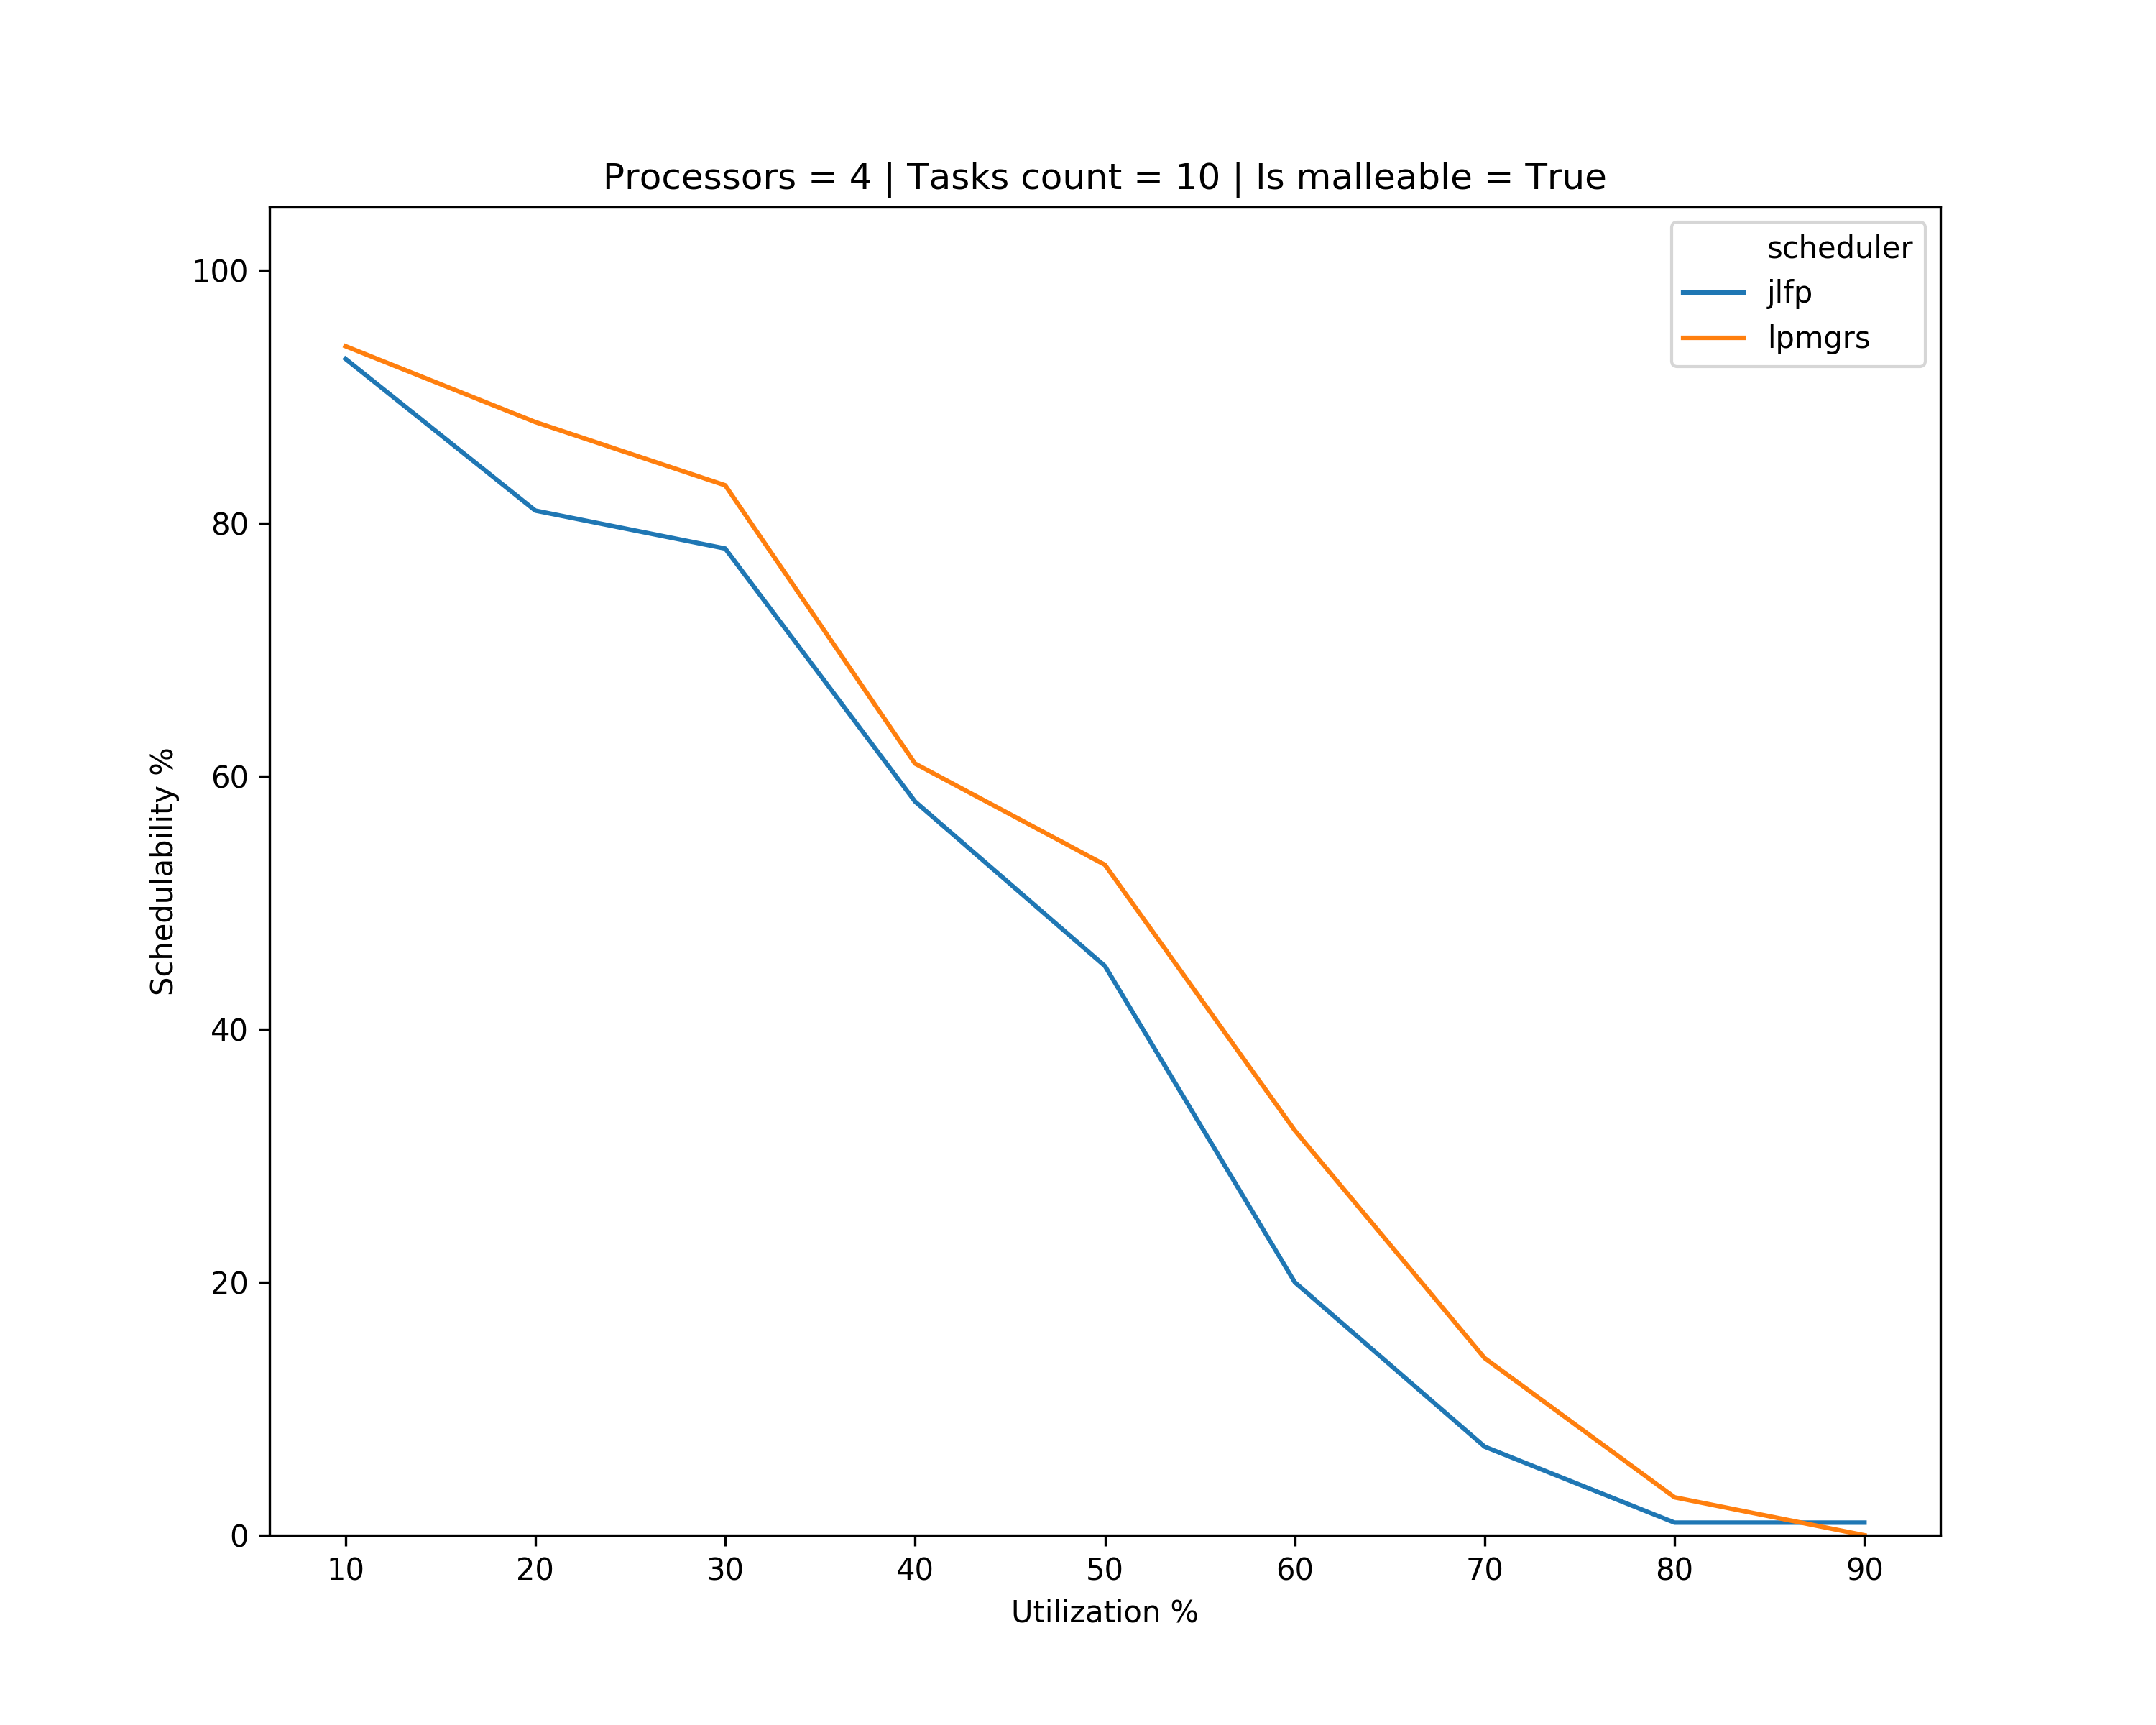 Processors = 4 | Tasks count = 10 | Is malleable = True
scheduler
jlfp
lpmgrs
Schedulability %
100
80
60
40
20
0
10 20 30 40 50 60 70 80 90
Utilization %